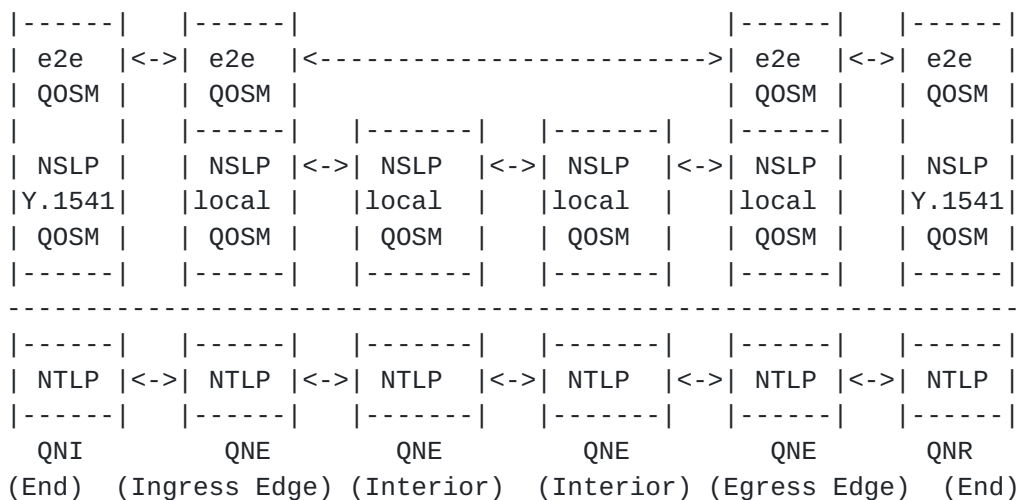 |------|   |------|                            |------|   |------|
| e2e  |<->| e2e  |<-------------------------->| e2e  |<->| e2e  |
| QOSM |   | QOSM |                            | QOSM |   | QOSM |
|      |   |------|   |-------|   |-------|   |------|   |      |
| NSLP |   | NSLP |<->| NSLP  |<->| NSLP  |<->| NSLP |   | NSLP |
|Y.1541|   |local |   |local  |   |local  |   |local |   |Y.1541|
| QOSM |   | QOSM |   | QOSM  |   | QOSM  |   | QOSM |   | QOSM |
|------|   |------|   |-------|   |-------|   |------|   |------|
-----------------------------------------------------------------
|------|   |------|   |-------|   |-------|   |------|   |------|
| NTLP |<->| NTLP |<->| NTLP  |<->| NTLP  |<->| NTLP |<->| NTLP |
|------|   |------|   |-------|   |-------|   |------|   |------|
  QNI         QNE        QNE         QNE         QNE       QNR
(End)  (Ingress Edge) (Interior)  (Interior) (Egress Edge)  (End)